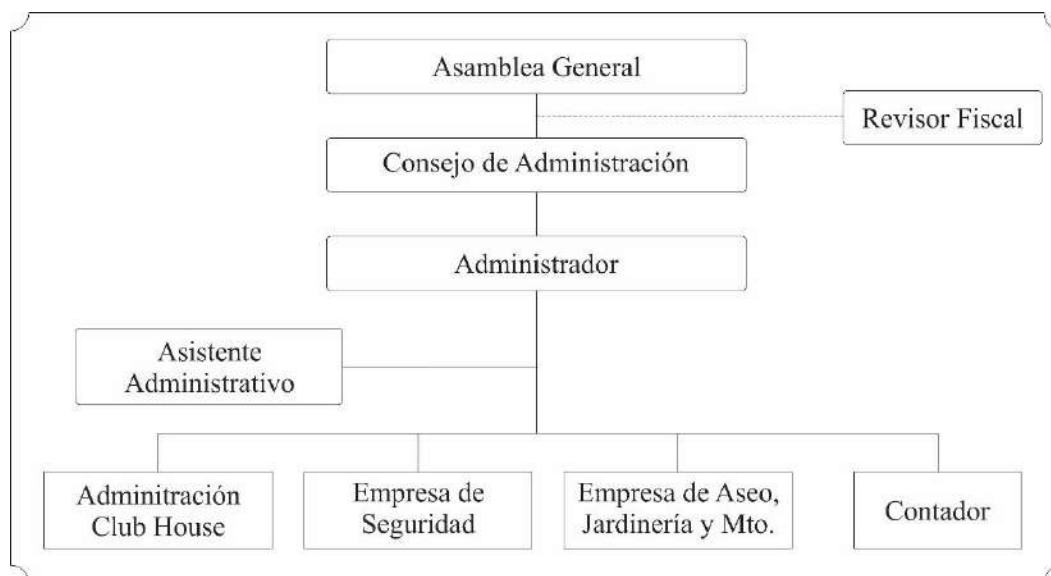 Asamblea General
Revisor Fiscal
Consejo de Administración
Administrador
Asistente
Administrativo
Adminitración
Club House
Empresa de
Seguridad
Empresa de Aseo,
Jardinería y Mto.
Contador